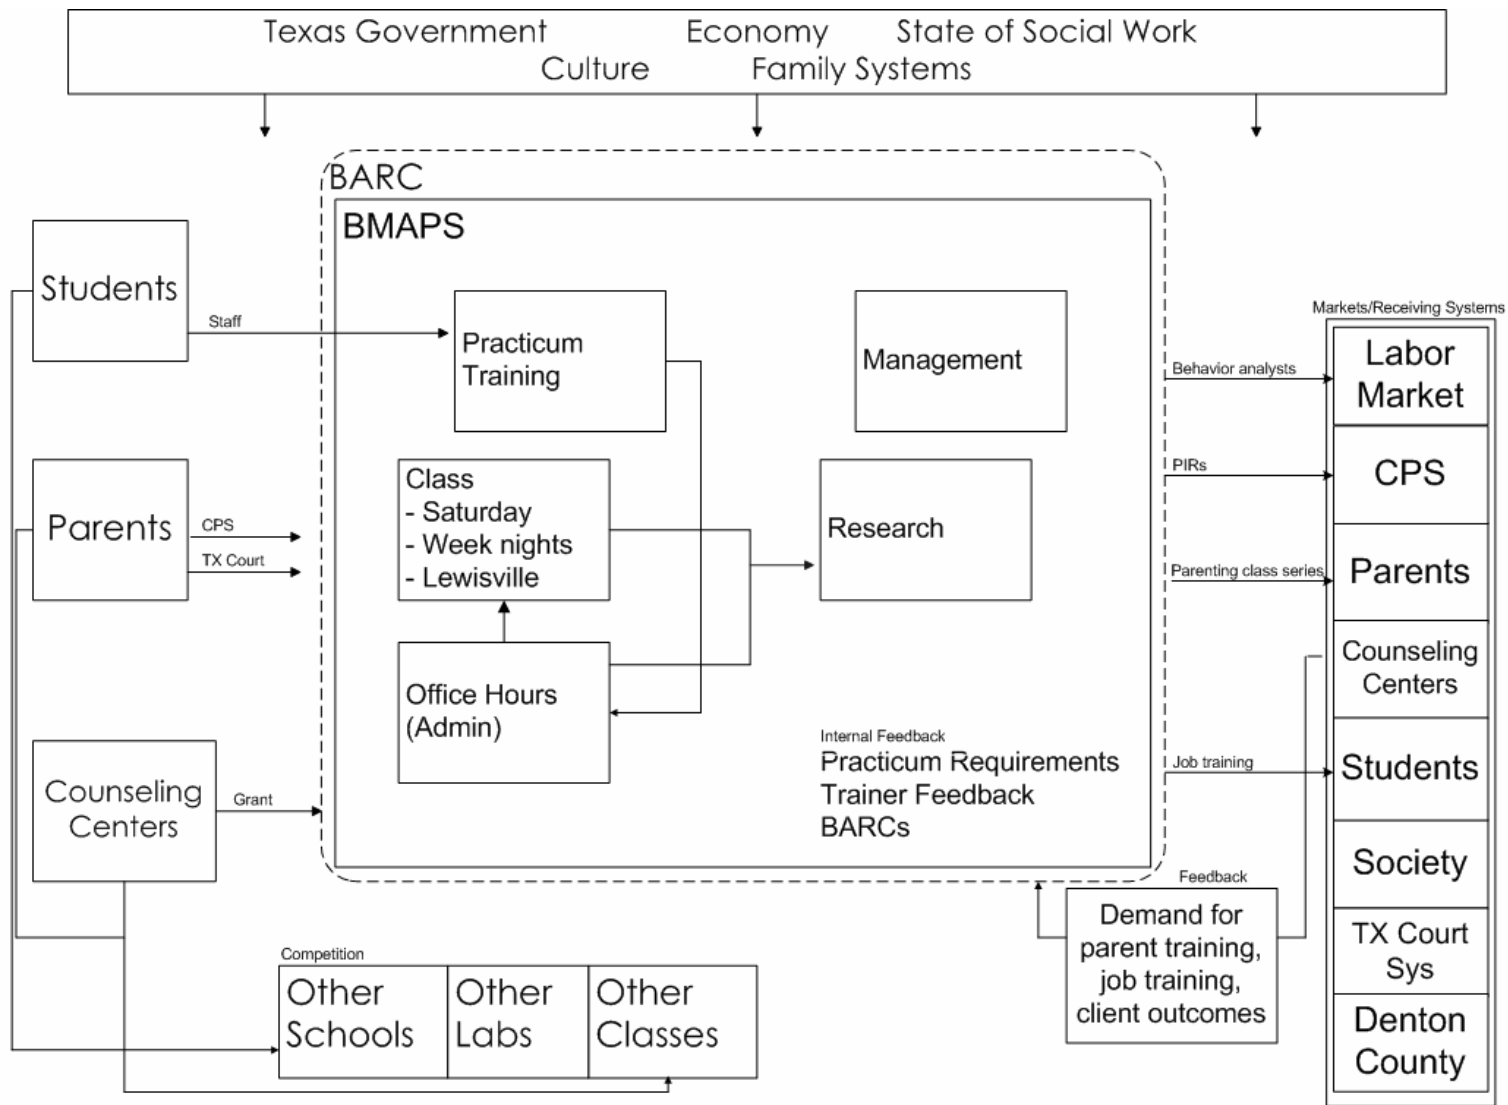 Texas Government Economy State of Social Work
Culture Family Systems
BARC
BMAPS
Students
Staff
Practicum
Training
Management
Markets/Receiving Systems
Labor
Market
Behavior analysts
Parents
CPS
TX Court
Class
- Saturday
- Week nights
- Lewisville
Research
PIRs
CPS
Parenting class series
Parents
Office Hours
(Admin)
Counseling
Centers
Counseling
Centers
Grant
Internal Feedback
Practicum Requirements
Trainer Feedback
BARCs
Job training
Students
Society
Feedback
Demand for
parent training,
job training,
client outcomes
TX Court
Sys
Denton
County
Competition
Other
Schools
Other
Labs
Other
Classes